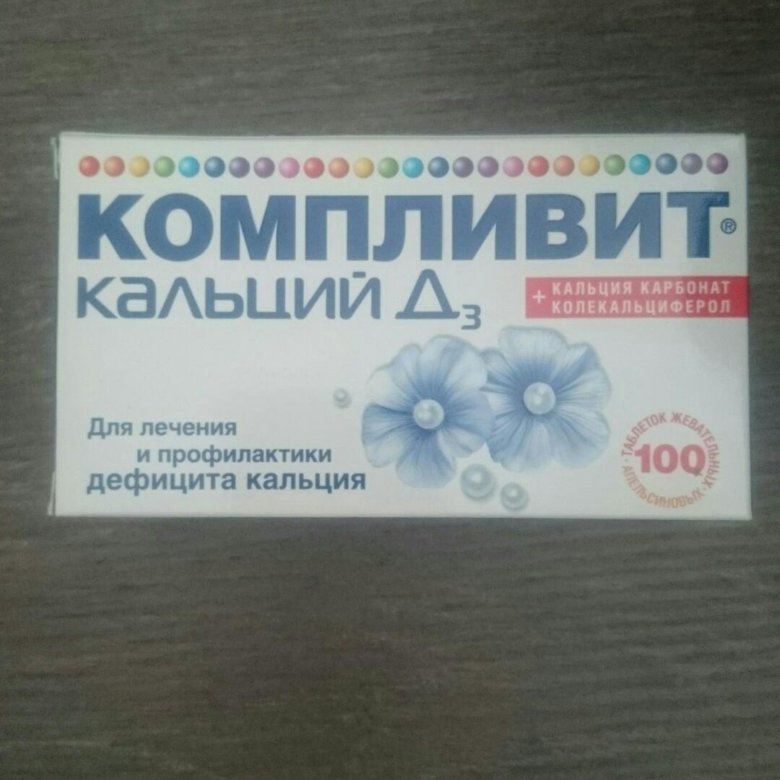 КОМПЛИВИТ®
КАЛЬЦИЙ Д3
+ КАЛЬЦИЯ КАРБОНАТ
КОЛЕКАЛЬЦИФЕРОЛ
Для лечения
и профилактики
дефицита кальция
ТАБЛЕТОК ЖЕВАТЕЛЬНЫХ
100
АПЕЛЬСИНОВЫХ